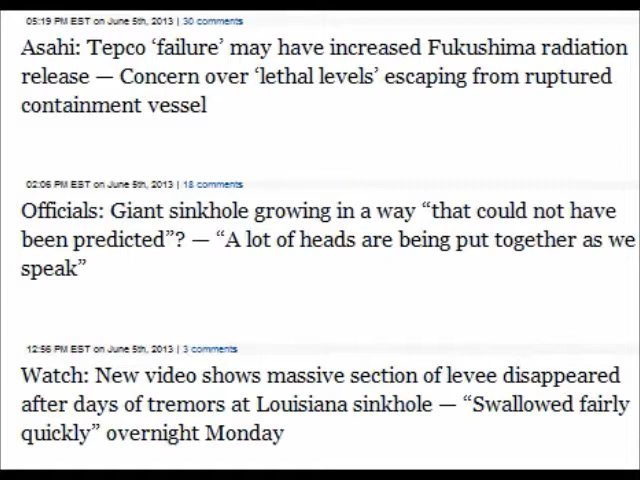 05:19 PM EST on June 5th, 2013 | 30 comments
Asahi: Tepco ‘failure’ may have increased Fukushima radiation
release — Concern over ‘lethal levels’ escaping from ruptured
containment vessel
02:06 PM EST on June 5th, 2013 | 18 comments
Officials: Giant sinkhole growing in a way “that could not have
been predicted”? — “A lot of heads are being put together as we
speak”
12:56 PM EST on June 5th, 2013 | 3 comments
Watch: New video shows massive section of levee disappeared
after days of tremors at Louisiana sinkhole — “Swallowed fairly
quickly” overnight Monday